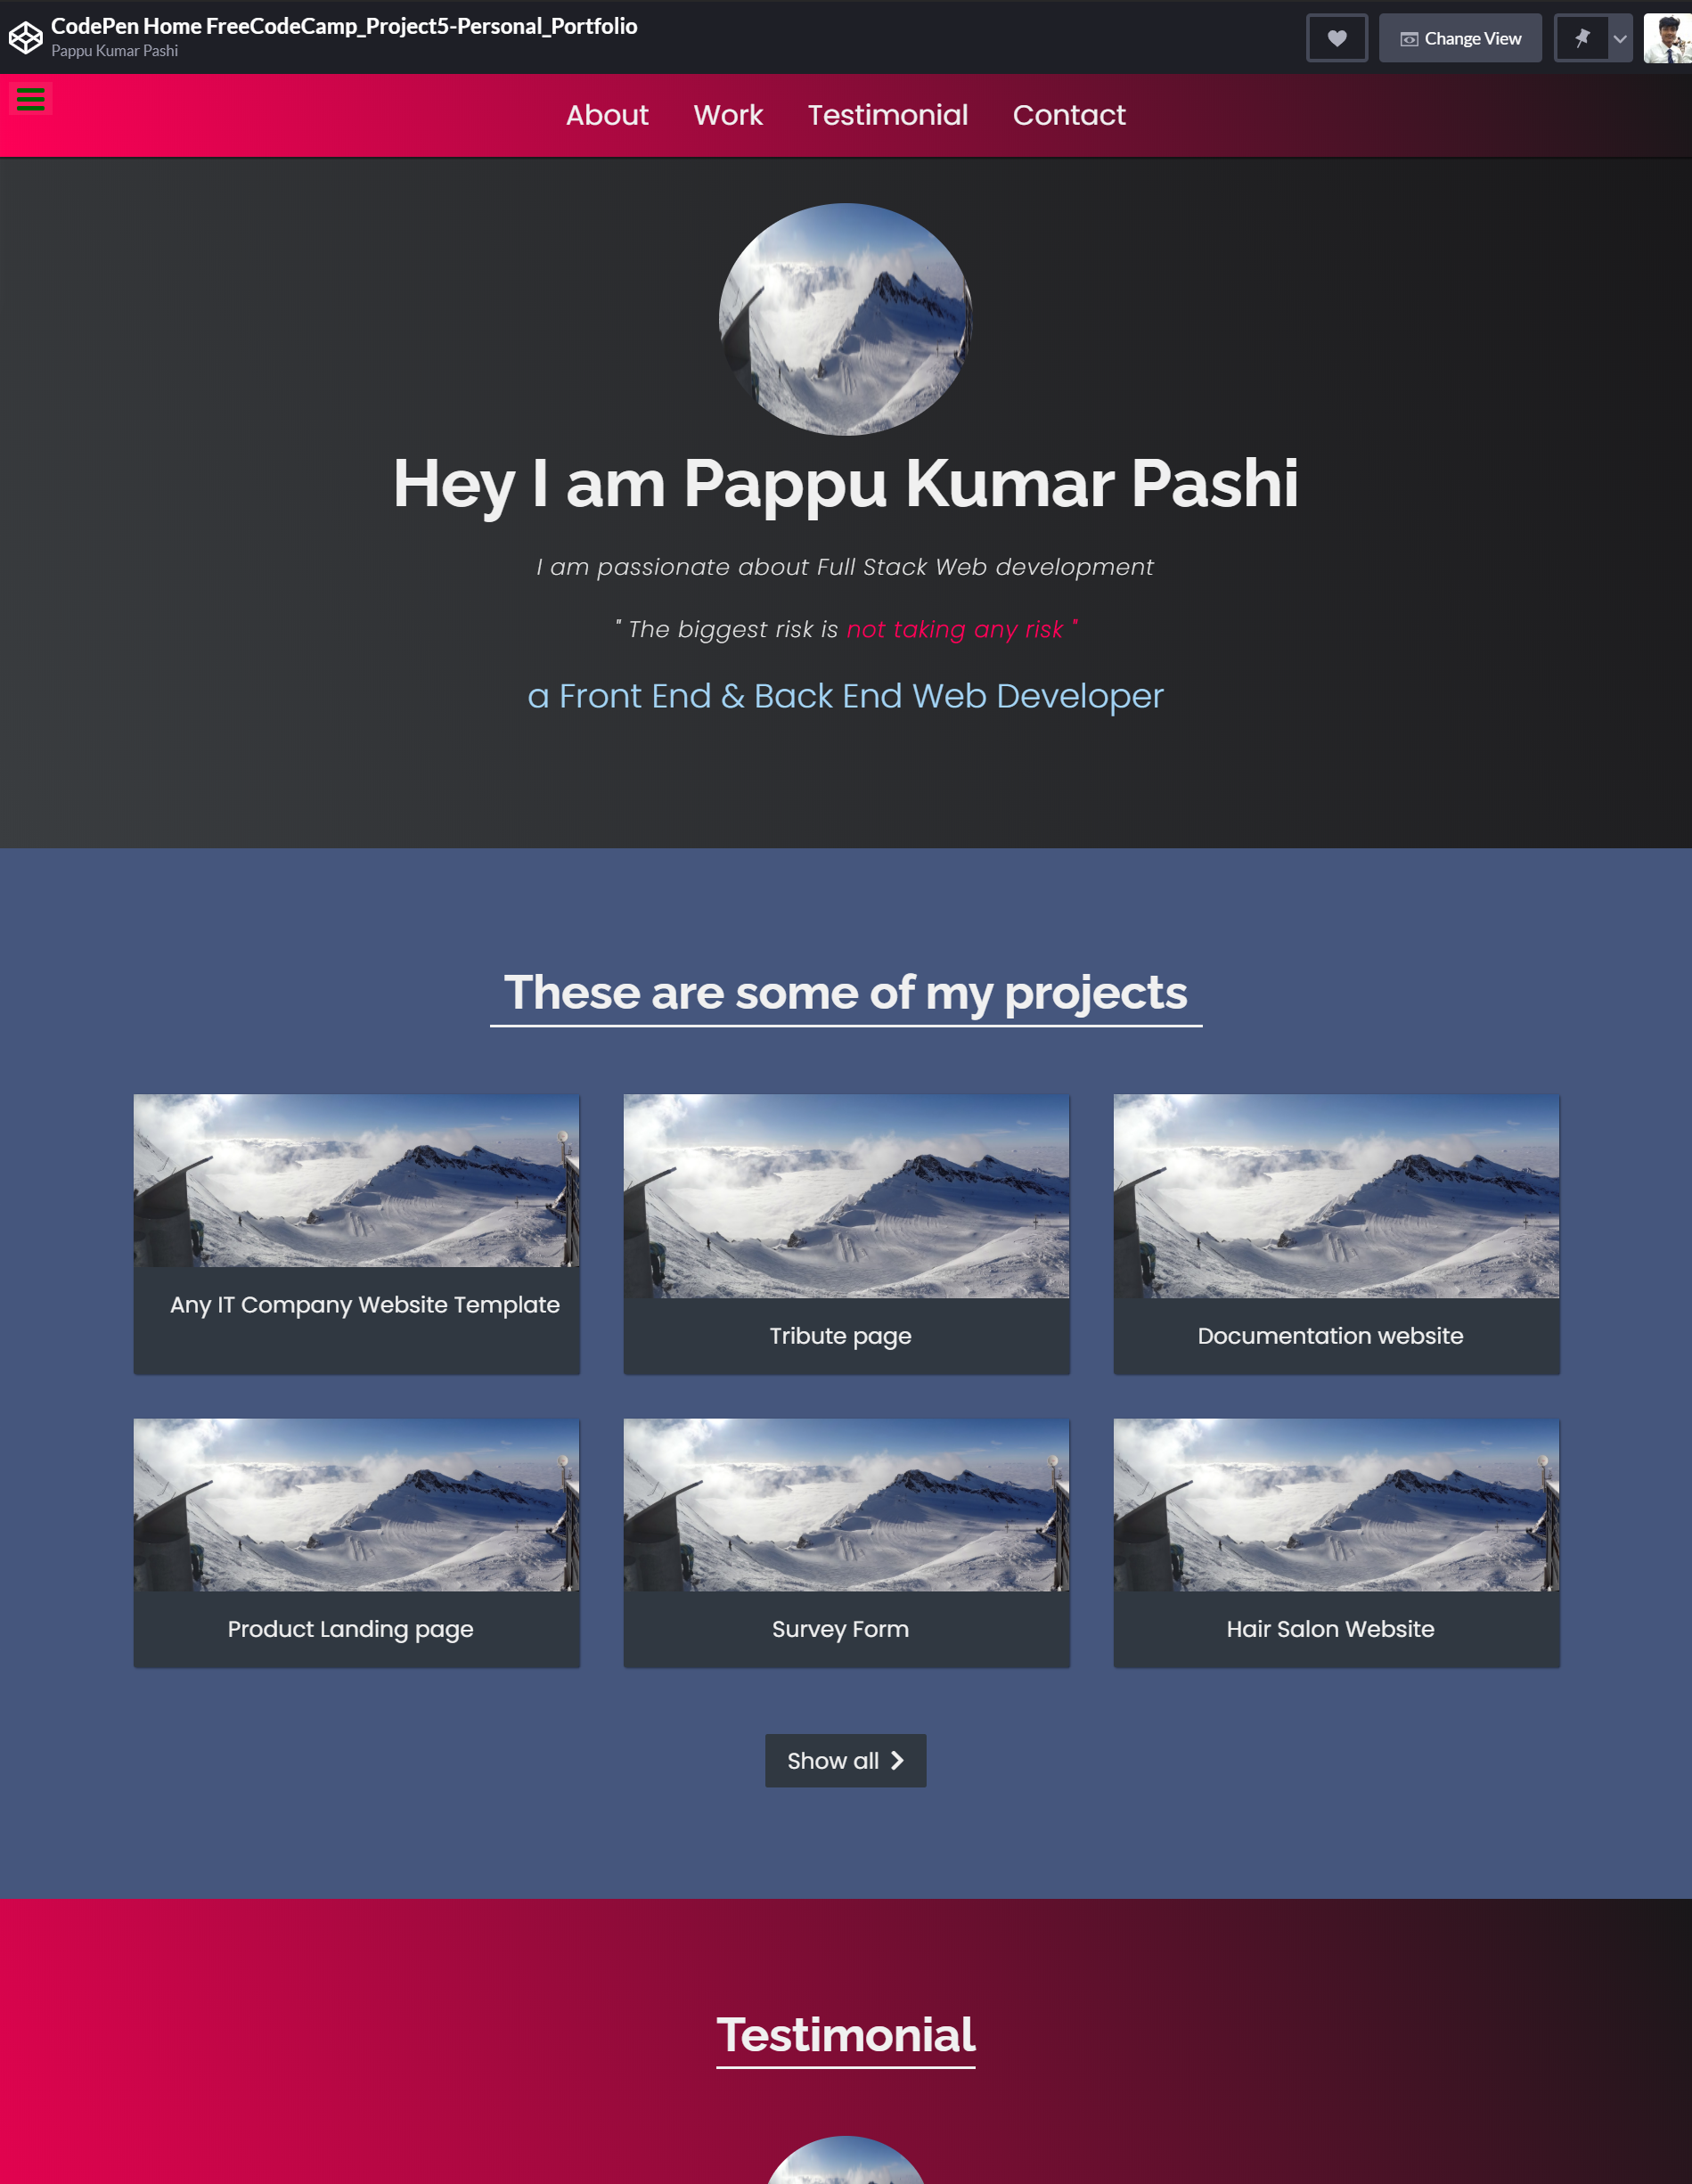 CodePen Home FreeCodeCamp_Project5-Personal_Portfolio
Pappu Kumar Pashi
Change View
About Work Testimonial Contact
Hey I am Pappu Kumar Pashi
I am passionate about Full Stack Web development
" The biggest risk is not taking any risk "
a Front End & Back End Web Developer
These are some of my projects
Any IT Company Website Template
Tribute page
Documentation website
Product Landing page
Survey Form
Hair Salon Website
Show all
Testimonial